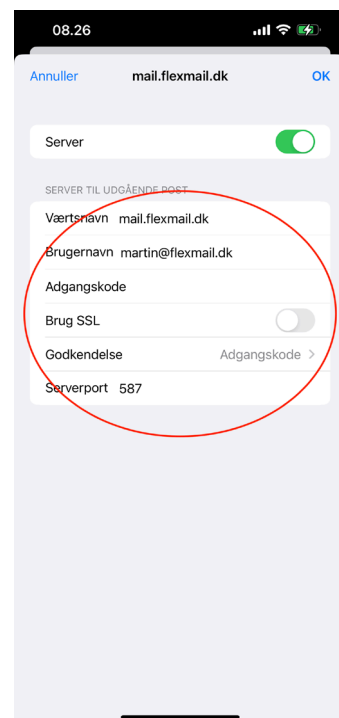 08.26
Annuller mail.flexmail.dk OK
Server
SERVER TIL UDGÅENDE POST
Værtsnavn mail.flexmail.dk
Brugernavn martin@flexmail.dk
Adgangskode
Brug SSL
Godkendelse Adgangskode >
Serverport 587